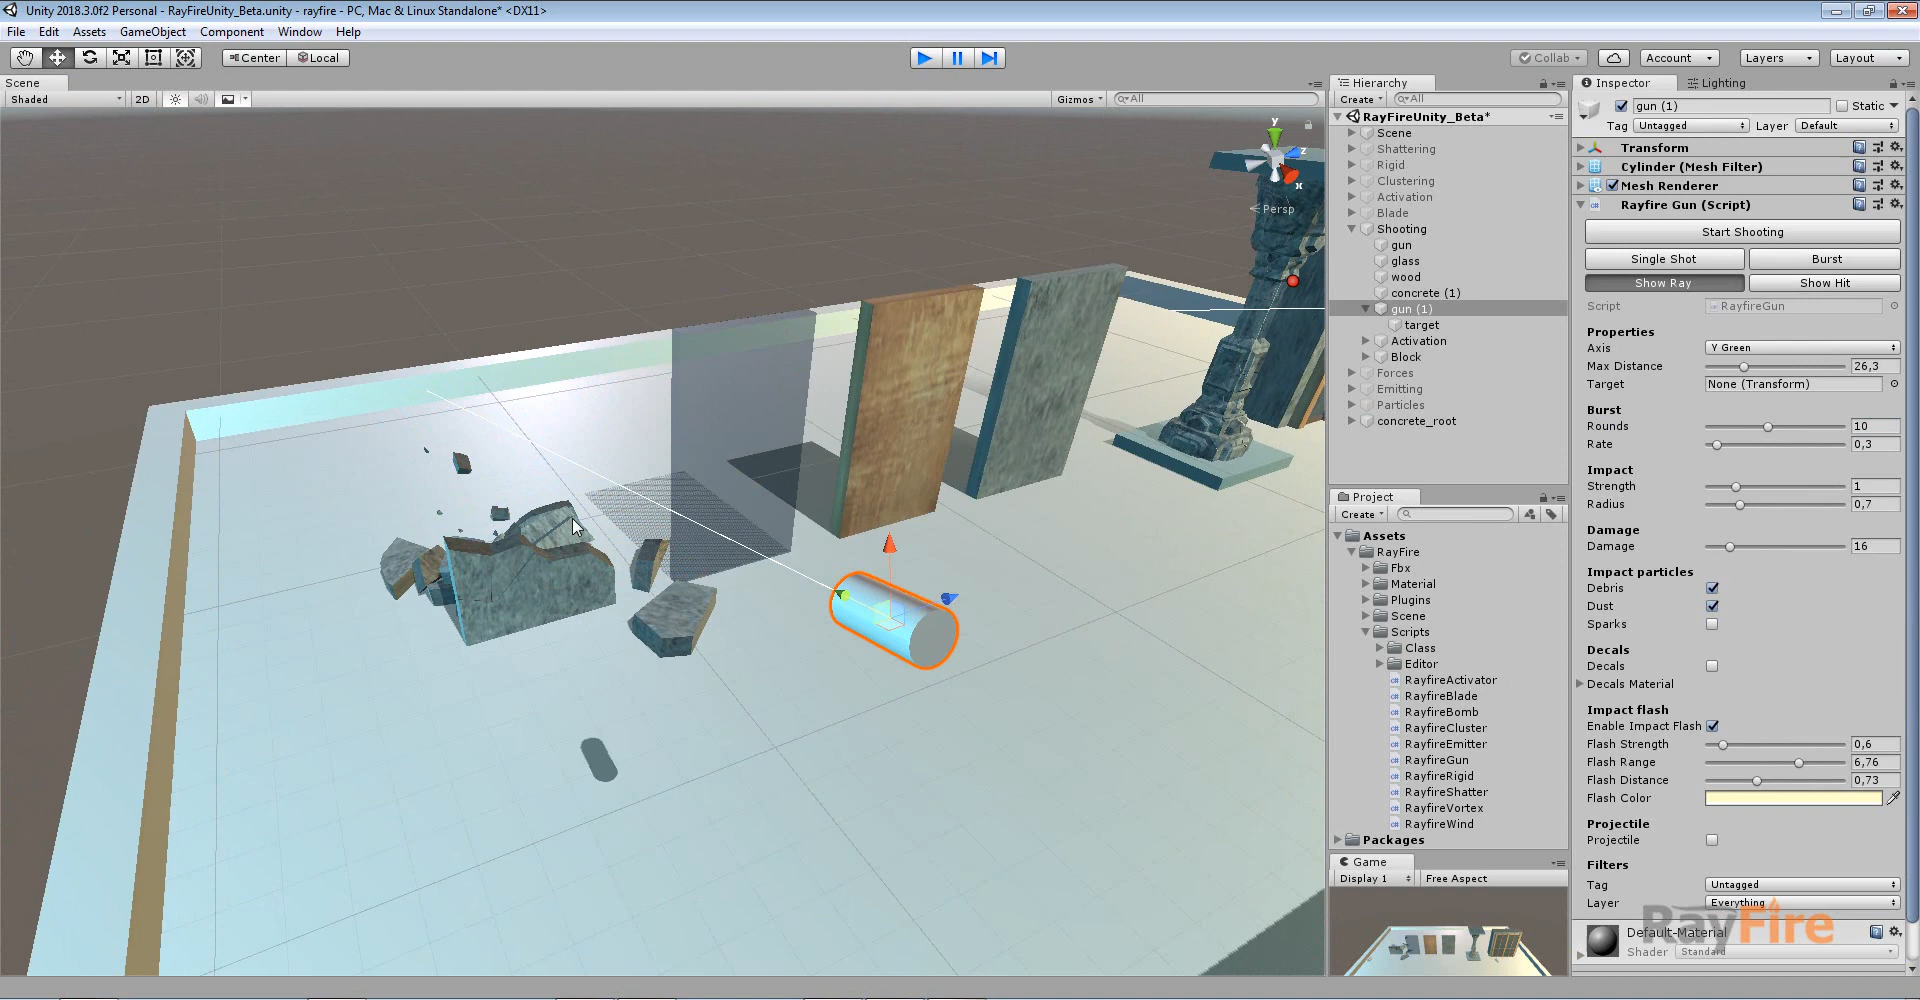 Unity 2018.3.0f2 Personal - RayFireUnity_Beta.unity - rayfire - PC, Mac & Linux Standalone* <DX11>
File Edit Assets GameObject Component Window Help
Center Local Collab Account Layers Layout
Scene
Shaded 2D Gizmos All
y
z
x
Persp
Hierarchy
Create All
RayFireUnity_Beta*
Scene
Shattering
Rigid
Clustering
Activation
Blade
Shooting
gun
glass
wood
concrete (1)
gun (1)
target
Activation
Block
Forces
Emitting
Particles
concrete_root
Project
Create
Assets
RayFire
Fbx
Material
Plugins
Scene
Scripts
Class
Editor
RayfireActivator
RayfireBlade
RayfireBomb
RayfireCluster
RayfireEmitter
RayfireGun
RayfireRigid
RayfireShatter
RayfireVortex
RayfireWind
Packages
Game
Display 1 Free Aspect
Inspector Lighting
gun (1) Static
Tag Untagged Layer Default
Transform
Cylinder (Mesh Filter)
Mesh Renderer
Rayfire Gun (Script)
Start Shooting
Single Shot Burst
Show Ray Show Hit
Script RayfireGun
Properties
Axis Y Green
Max Distance 26,3
Target None (Transform)
Burst
Rounds 10
Rate 0,3
Impact
Strength 1
Radius 0,7
Damage
Damage 16
Impact particles
Debris
Dust
Sparks
Decals
Decals
Decals Material
Impact flash
Enable Impact Flash
Flash Strength 0,6
Flash Range 6,76
Flash Distance 0,73
Flash Color
Projectile
Projectile
Filters
Tag Untagged
Layer Everything
RayFire
Default-Material
Shader Standard